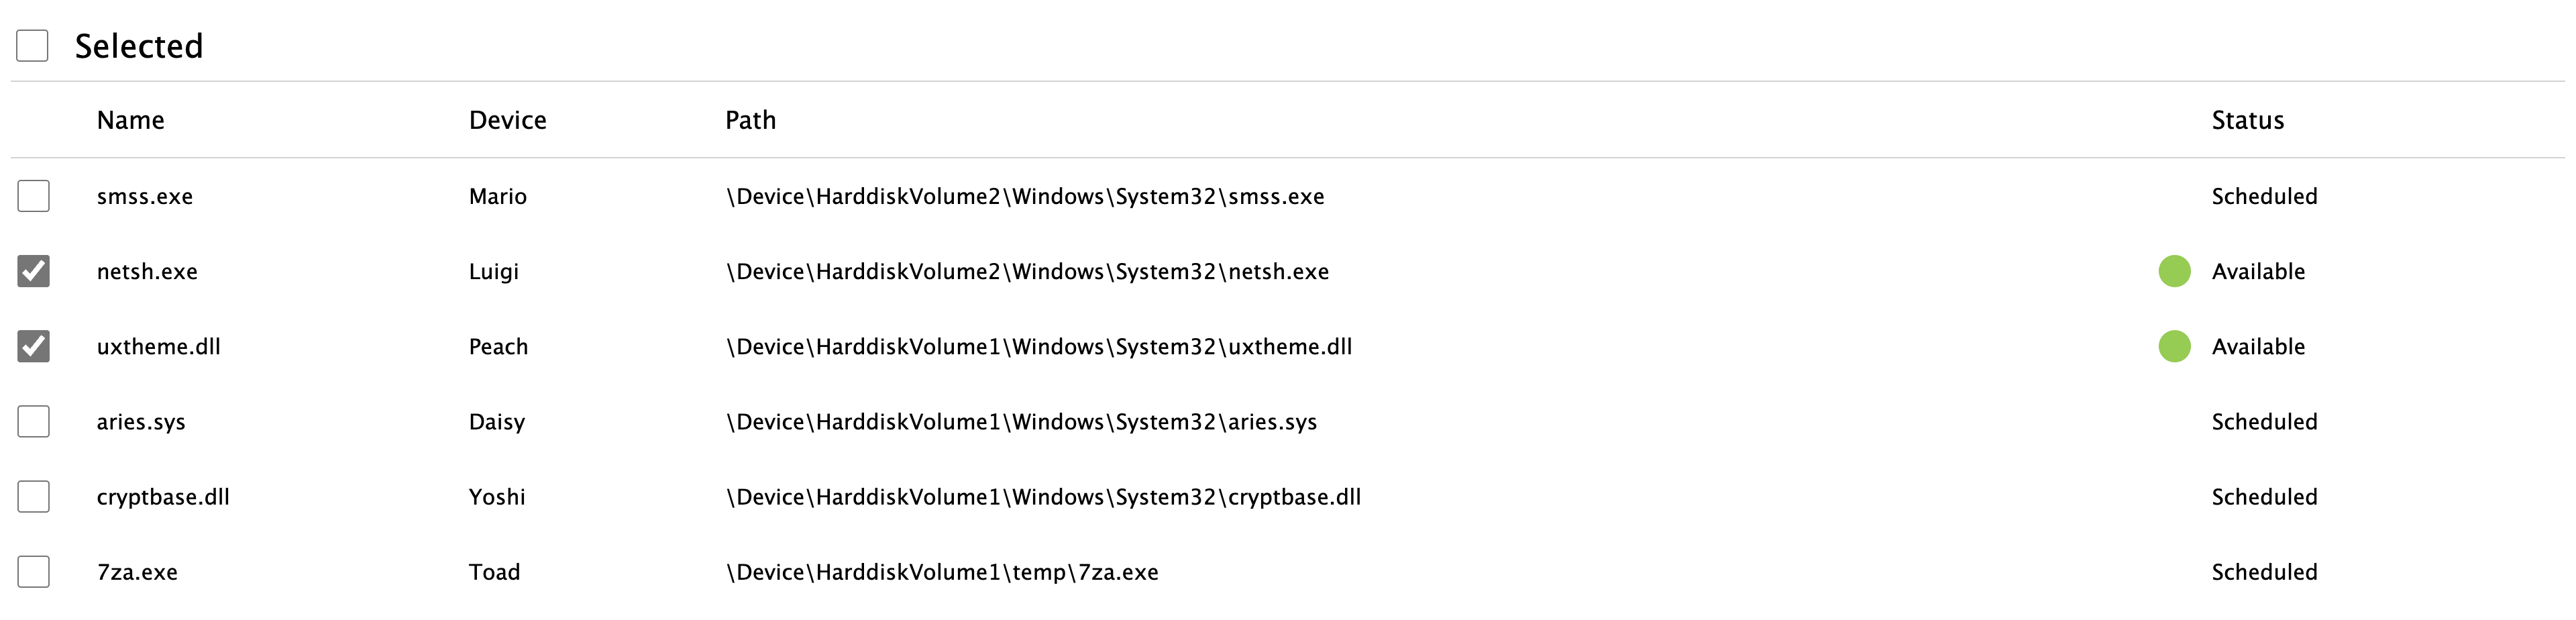 Selected
Name Device Path Status
smss.exe Mario \Device\HarddiskVolume2\Windows\System32\smss.exe Scheduled
netsh.exe Luigi \Device\HarddiskVolume2\Windows\System32\netsh.exe Available
uxtheme.dll Peach \Device\HarddiskVolume1\Windows\System32\uxtheme.dll Available
aries.sys Daisy \Device\HarddiskVolume1\Windows\System32\aries.sys Scheduled
cryptbase.dll Yoshi \Device\HarddiskVolume1\Windows\System32\cryptbase.dll Scheduled
7za.exe Toad \Device\HarddiskVolume1\temp\7za.exe Scheduled